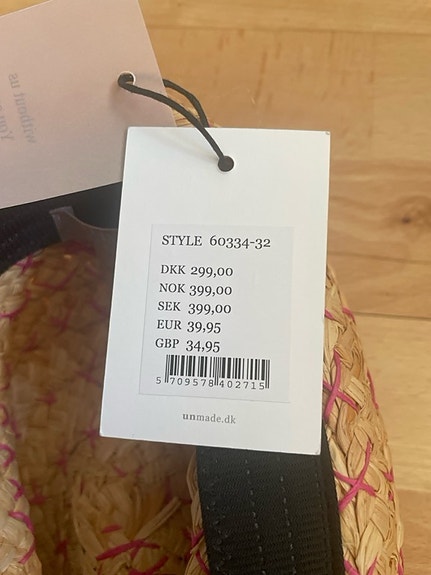 STYLE 60334-32
DKK 299,00
NOK 399,00
SEK 399,00
EUR 39,95
GBP 34,95
5 709578 402715
unmade.dk